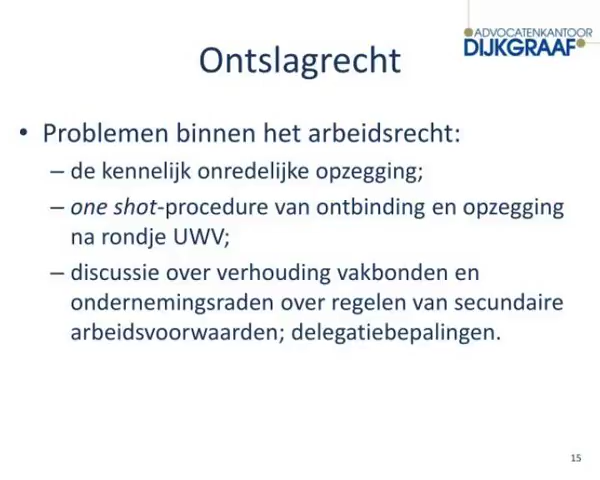 ADVOCATENKANTOOR
DIJKGRAAF
Ontslagrecht
• Problemen binnen het arbeidsrecht:
– de kennelijk onredelijke opzegging;
– one shot-procedure van ontbinding en opzegging
na rondje UWV;
– discussie over verhouding vakbonden en
ondernemingsraden over regelen van secundaire
arbeidsvoorwaarden; delegatiebepalingen.
15